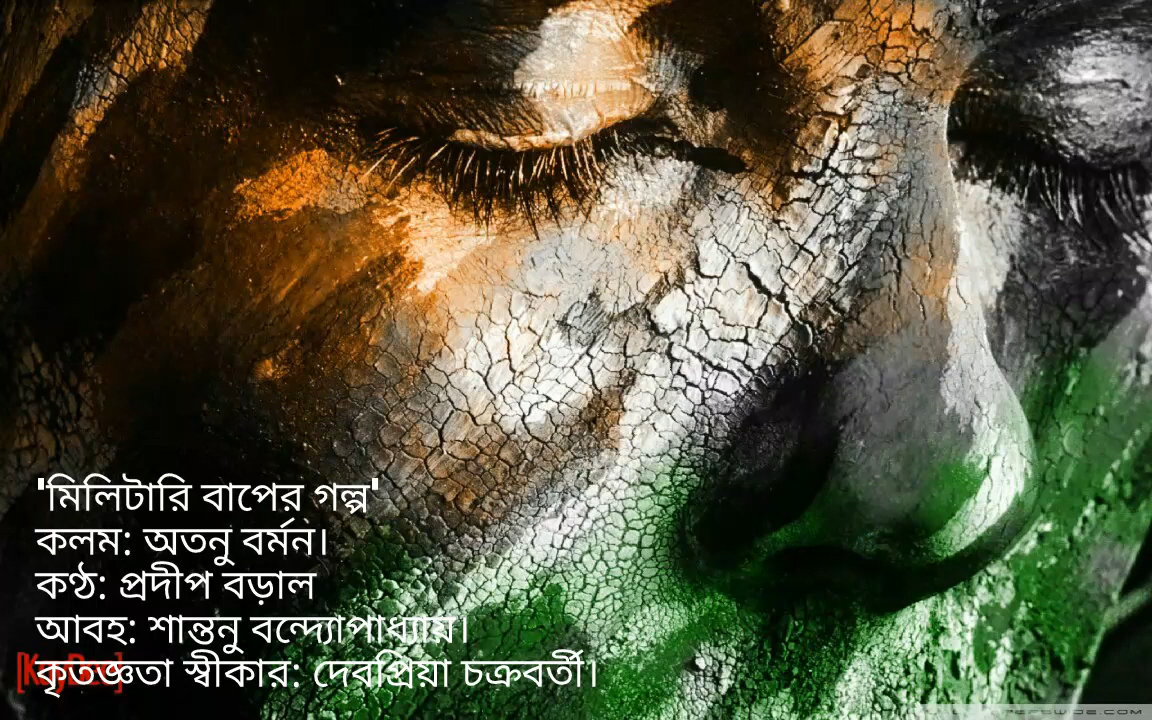 'মিলিটারি বাপের গল্প'
কলম: অতনু বর্মন।
কণ্ঠ: প্রদীপ বড়াল
আবহ: শান্তনু বন্দ্যোপাধ্যায়।
কৃতজ্ঞতা স্বীকার: দেবপ্রিয়া চক্রবর্তী।